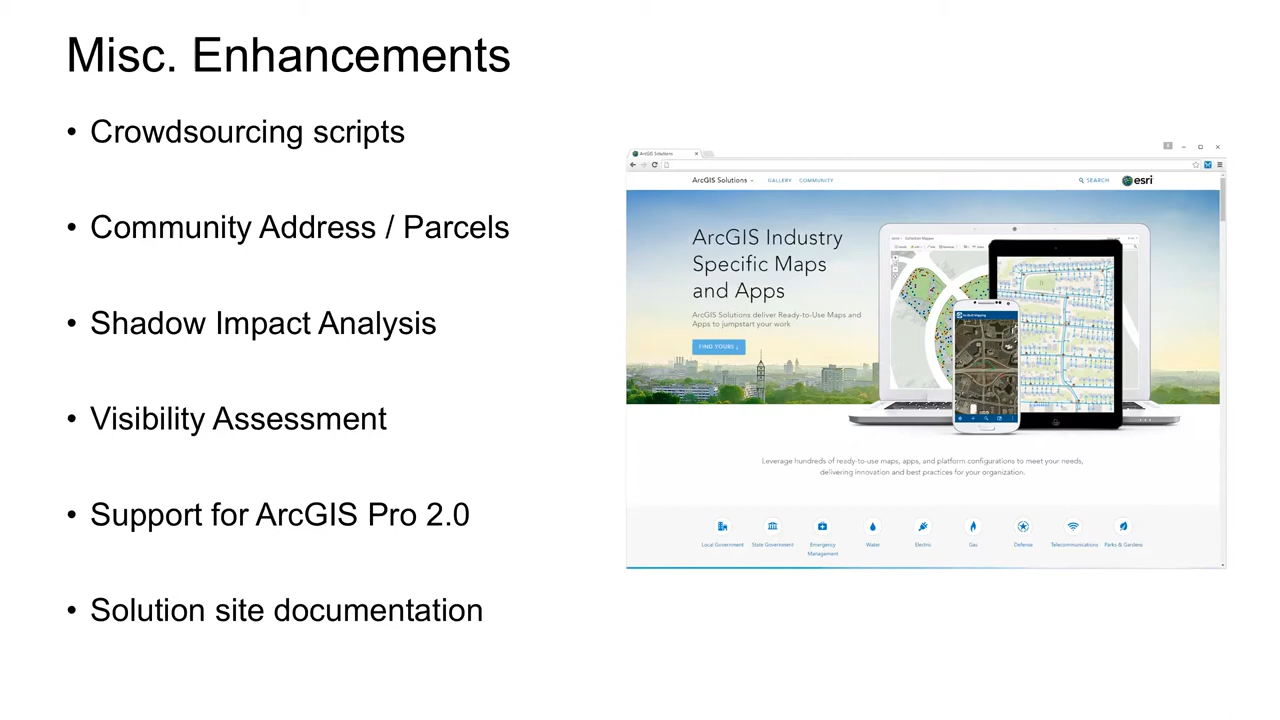 Misc. Enhancements
• Crowdsourcing scripts
• Community Address / Parcels
• Shadow Impact Analysis
• Visibility Assessment
• Support for ArcGIS Pro 2.0
• Solution site documentation
ArcGIS Solutions
ArcGIS Solutions GALLERY COMMUNITY SEARCH esri
ArcGIS Industry
Specific Maps
and Apps
ArcGIS Solutions deliver Ready-to-Use Maps and
Apps to jumpstart your work
FIND YOURS ↓
Leverage hundreds of ready-to-use maps, apps, and platform configurations to meet your needs,
delivering innovation and best practices for your organization.
Local Government State Government Emergency Water Electric Gas Defense Telecommunications Parks & Gardens
Management